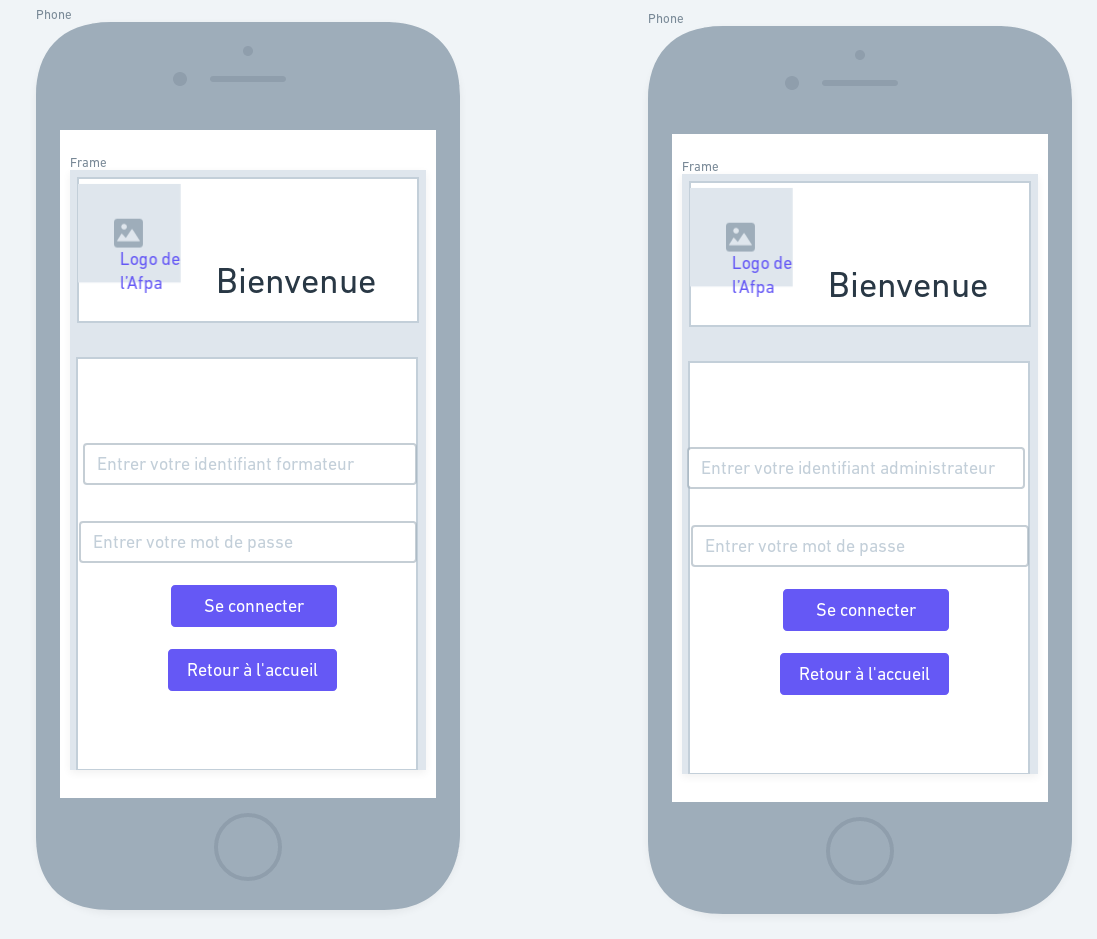 Phone
Frame
Logo de
l'Afpa
Bienvenue
Entrer votre identifiant formateur
Entrer votre mot de passe
Se connecter
Retour à l'accueil
Phone
Frame
Logo de
l'Afpa
Bienvenue
Entrer votre identifiant administrateur
Entrer votre mot de passe
Se connecter
Retour à l'accueil